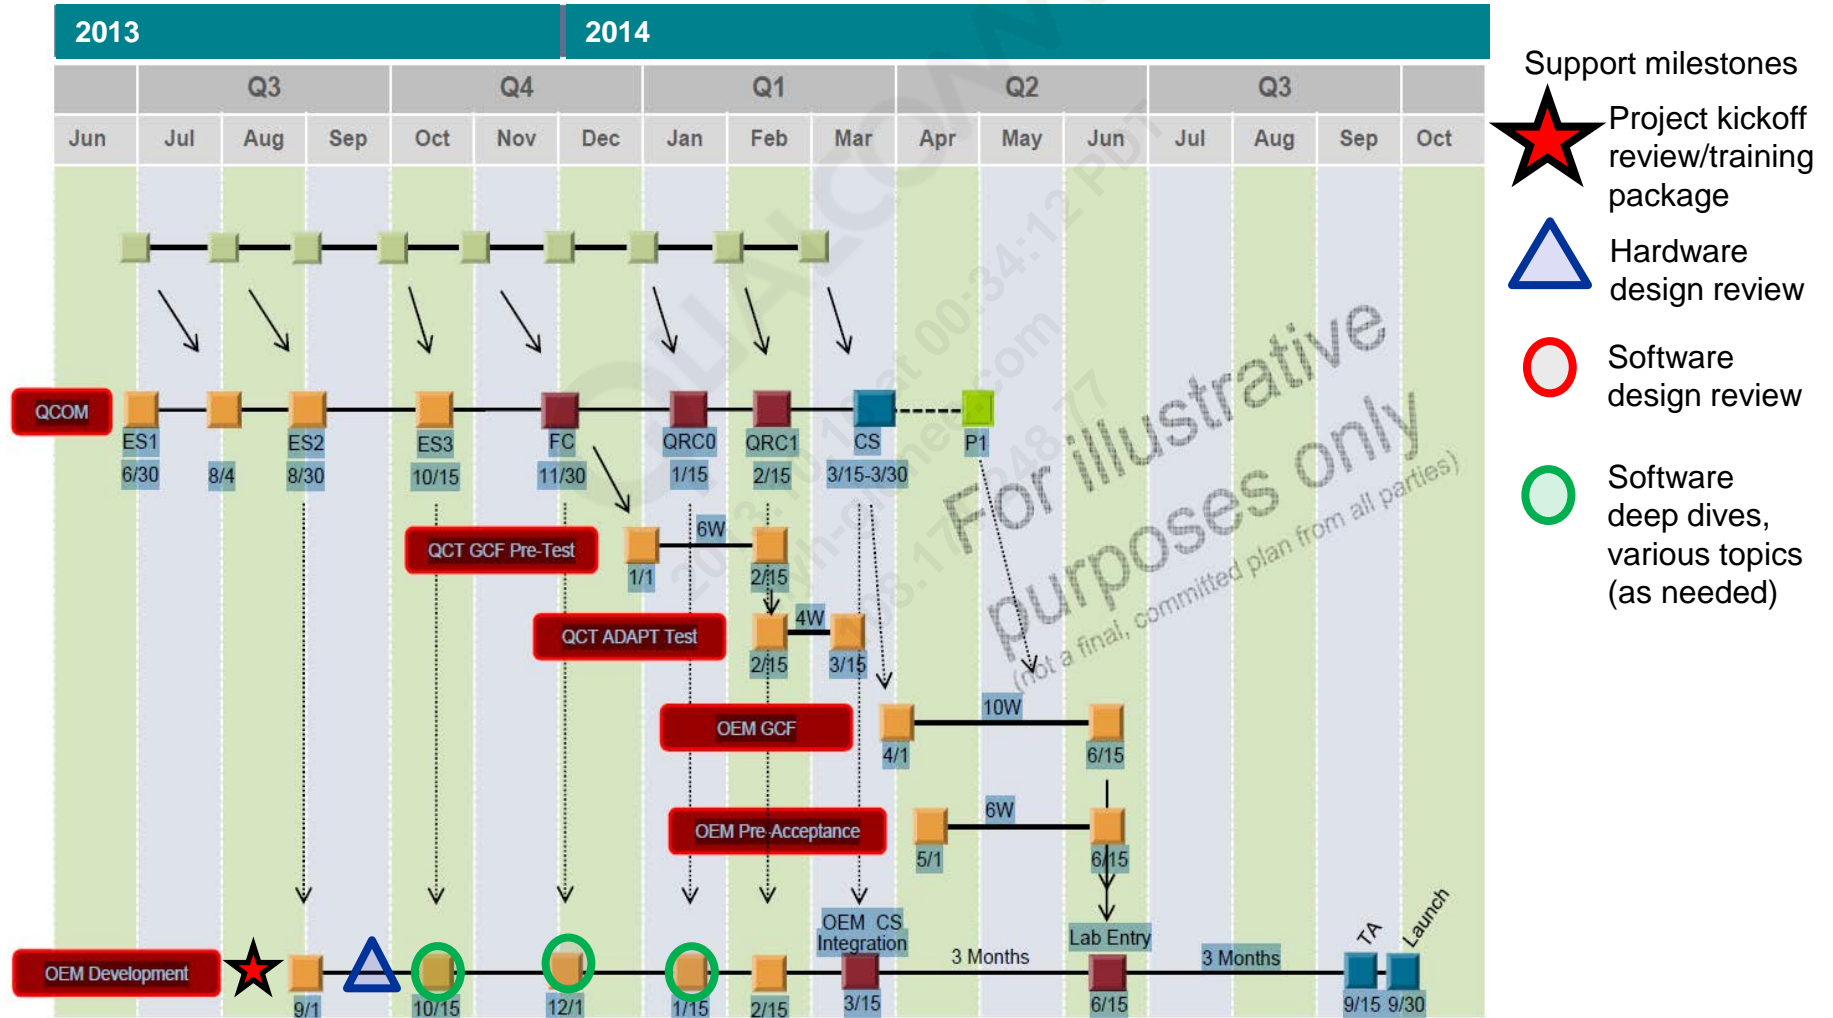 2013
2014
Q3
Q4
Q1
Q2
Q3
Jun
Jul
Aug
Sep
Oct
Nov
Dec
Jan
Feb
Mar
Apr
May
Jun
Jul
Aug
Sep
Oct
Support milestones
Project kickoff
review/training
package
Hardware
design review
Software
design review
Software
deep dives,
various topics
(as needed)
QCOM
ES1
ES2
ES3
FC
QRC0
QRC1
CS
P1
6/30
8/4
8/30
10/15
11/30
1/15
2/15
3/15-3/30
QCT GCF Pre-Test
6W
1/1
2/15
QCT ADAPT Test
4W
2/15
3/15
OEM GCF
10W
4/1
6/15
OEM Pre-Acceptance
6W
5/1
6/15
OEM Development
OEM CS
Integration
3 Months
Lab Entry
3 Months
TA
Launch
9/1
10/15
12/1
1/15
2/15
3/15
6/15
9/15
9/30
For illustrative
purposes only
(not a final, committed plan from all parties)